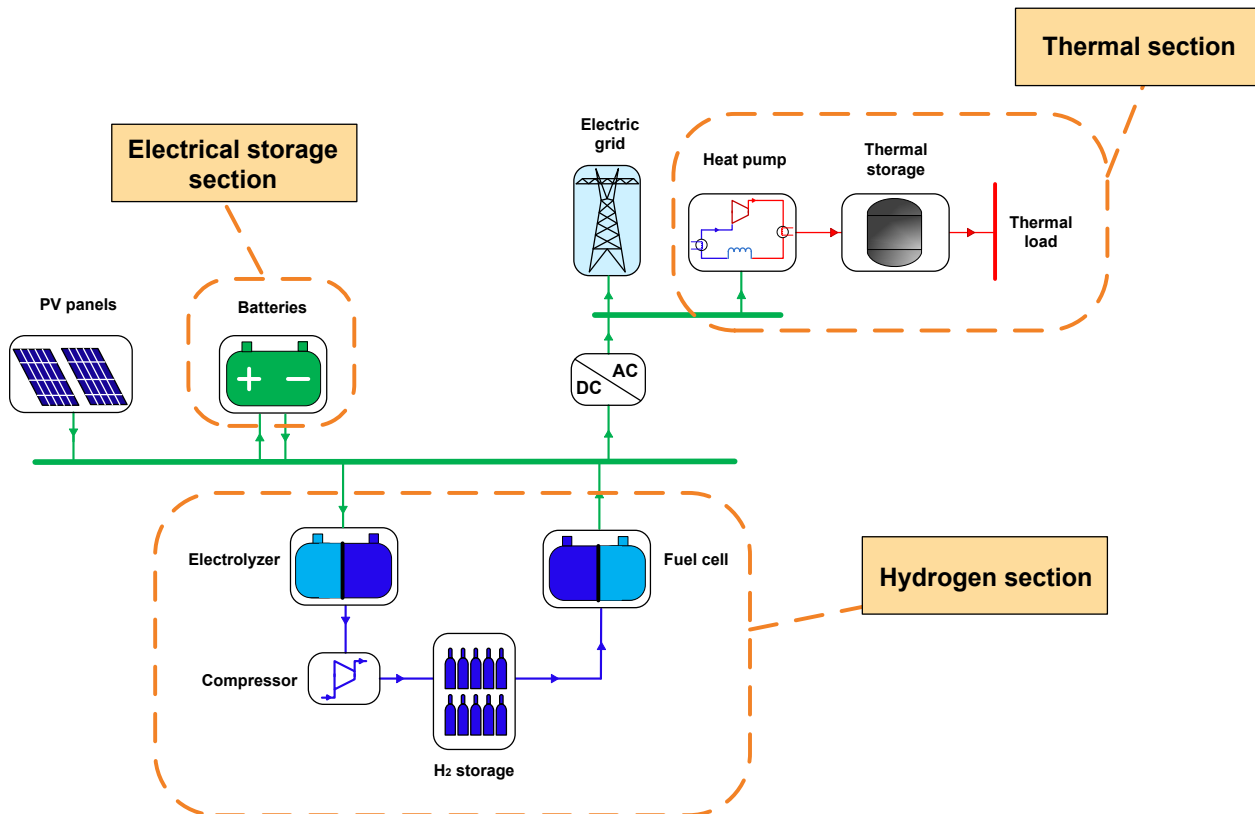 Thermal section
Electrical storage
section
Electric
grid
Heat pump
Thermal
storage
Thermal
load
PV panels
Batteries
+ −
AC
DC
Electrolyzer
Fuel cell
Hydrogen section
Compressor
H₂ storage